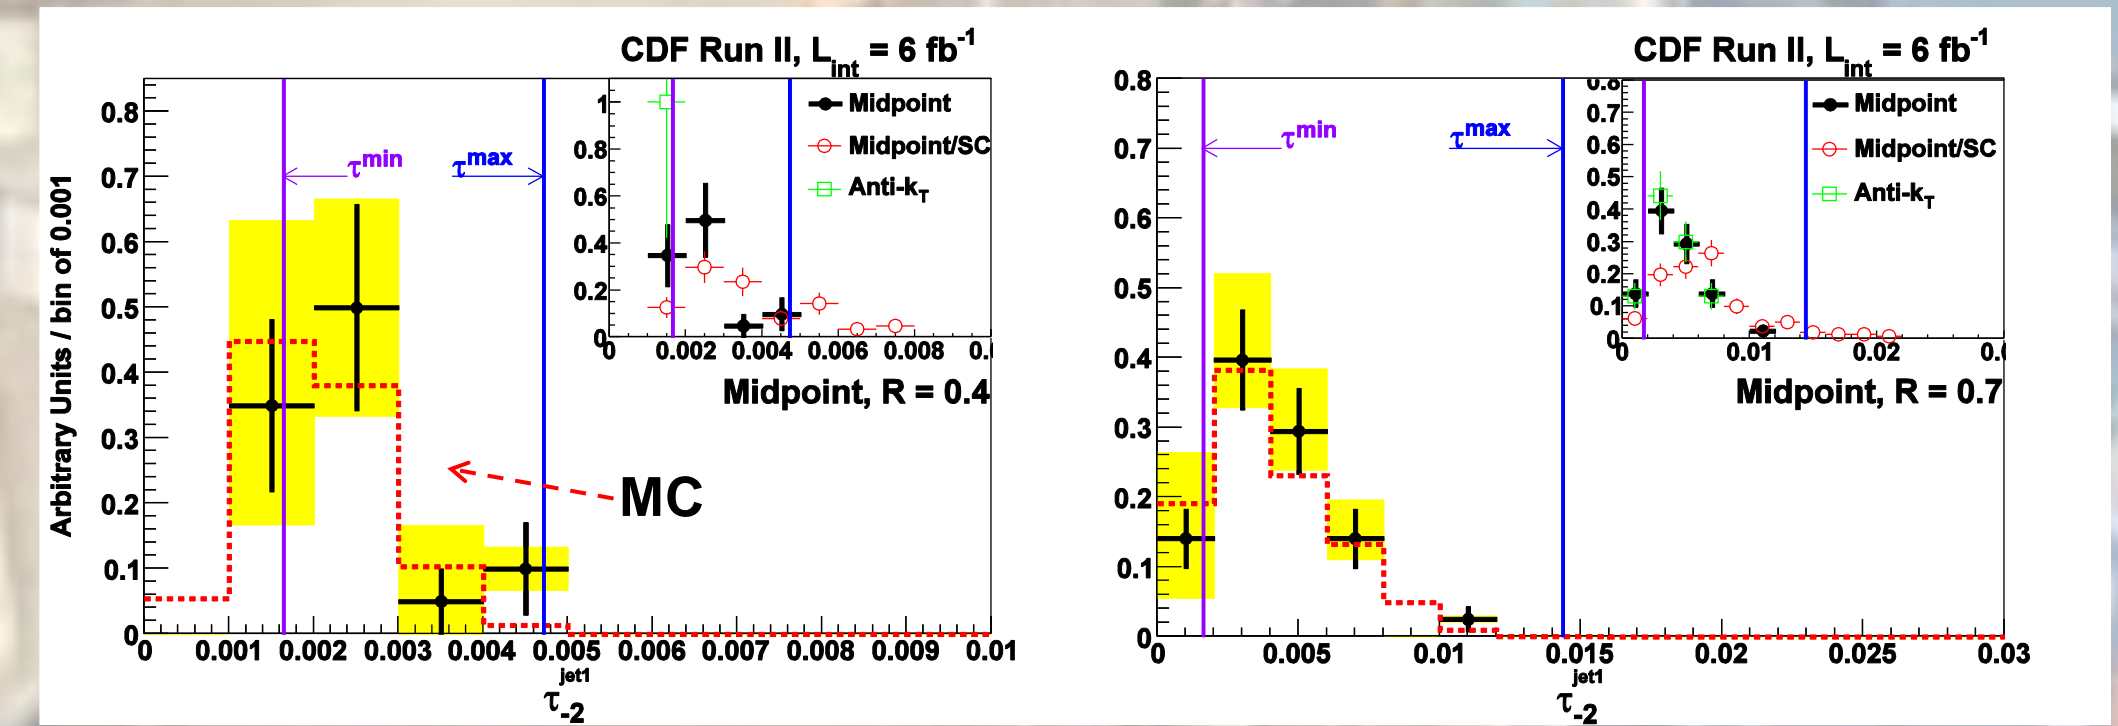 CDF Run II, L_int = 6 fb^-1
Arbitrary Units / bin of 0.001
0.8
0.7
0.6
0.5
0.4
0.3
0.2
0.1
0
τ^min
τ^max
MC
1
0.8
0.6
0.4
0.2
0
Midpoint
Midpoint/SC
Anti-k_T
0 0.002 0.004 0.006 0.008
Midpoint, R = 0.4
0 0.001 0.002 0.003 0.004 0.005 0.006 0.007 0.008 0.009 0.01
τ_-2^jet1
CDF Run II, L_int = 6 fb^-1
0.8
0.7
0.6
0.5
0.4
0.3
0.2
0.1
0
τ^min
τ^max
0.8
0.7
0.6
0.5
0.4
0.3
0.2
0.1
0
Midpoint
Midpoint/SC
Anti-k_T
0 0.01 0.02
Midpoint, R = 0.7
0 0.005 0.01 0.015 0.02 0.025 0.03
τ_-2^jet1